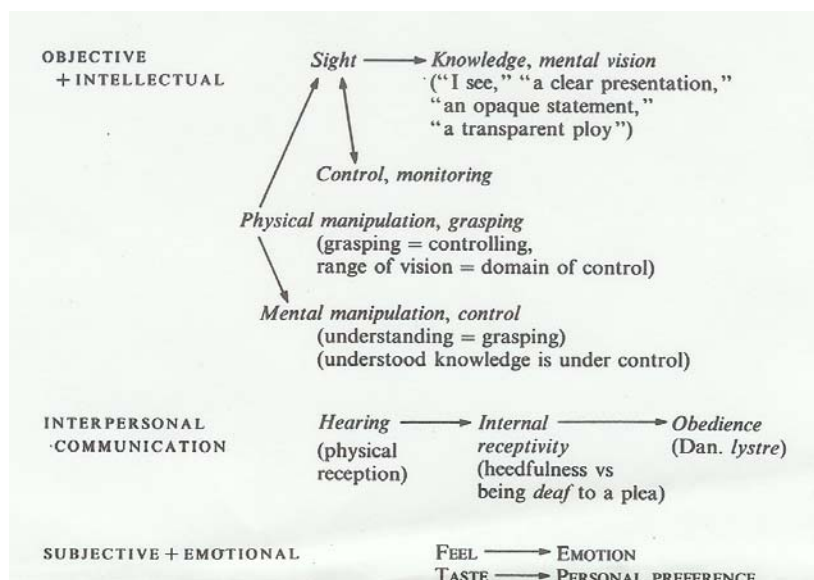 OBJECTIVE
+ INTELLECTUAL
Sight
Knowledge, mental vision
("I see," "a clear presentation,"
"an opaque statement,"
"a transparent ploy")
Control, monitoring
Physical manipulation, grasping
(grasping = controlling,
range of vision = domain of control)
Mental manipulation, control
(understanding = grasping)
(understood knowledge is under control)
INTERPERSONAL
COMMUNICATION
Hearing
(physical
reception)
Internal
receptivity
(heedfulness vs
being deaf to a plea)
Obedience
(Dan. lystre)
SUBJECTIVE + EMOTIONAL
FEEL EMOTION
TASTE PERSONAL PREFERENCE